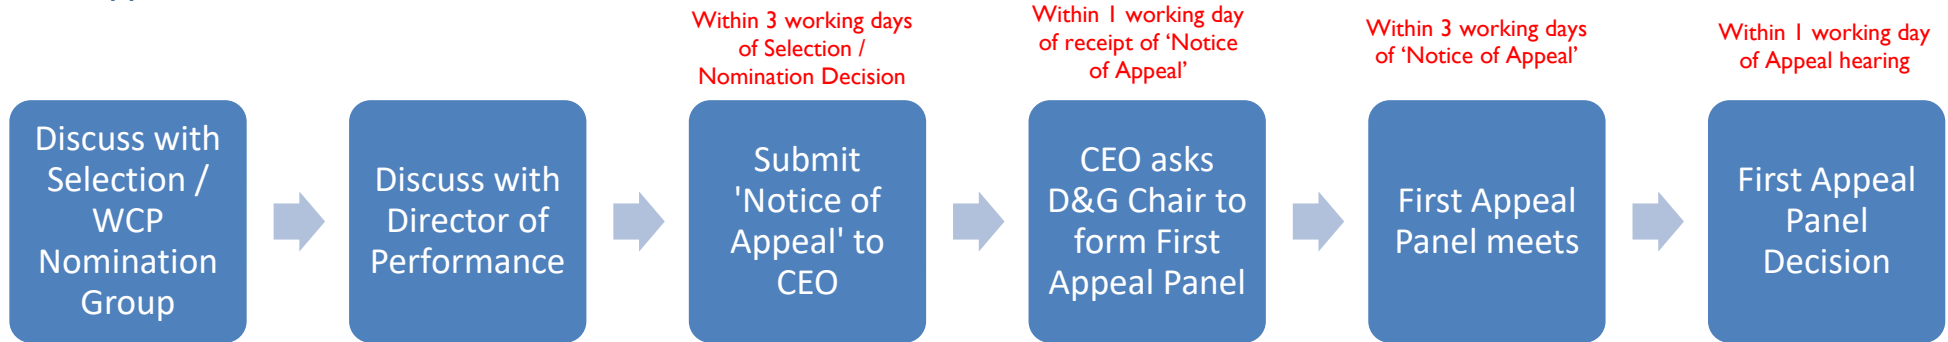 Within 3 working days
of Selection /
Nomination Decision
Within 1 working day
of receipt of ‘Notice
of Appeal’
Within 3 working days
of ‘Notice of Appeal’
Within 1 working day
of Appeal hearing
Discuss with
Selection /
WCP
Nomination
Group
Discuss with
Director of
Performance
Submit
'Notice of
Appeal' to
CEO
CEO asks
D&G Chair to
form First
Appeal Panel
First Appeal
Panel meets
First Appeal
Panel
Decision